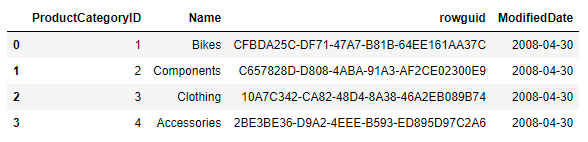 ProductCategoryID Name rowguid ModifiedDate
0 1 Bikes CFBDA25C-DF71-47A7-B81B-64EE161AA37C 2008-04-30
1 2 Components C657828D-D808-4ABA-91A3-AF2CE02300E9 2008-04-30
2 3 Clothing 10A7C342-CA82-48D4-8A38-46A2EB089B74 2008-04-30
3 4 Accessories 2BE3BE36-D9A2-4EEE-B593-ED895D97C2A6 2008-04-30